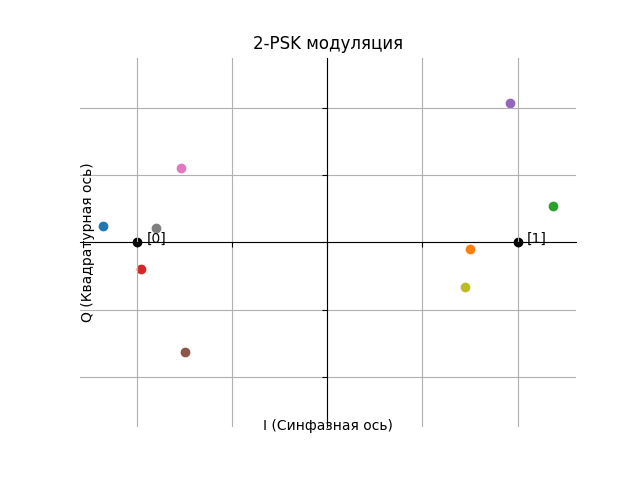 2-PSK модуляция
Q (Квадратурная ось)
[0]
[1]
I (Синфазная ось)